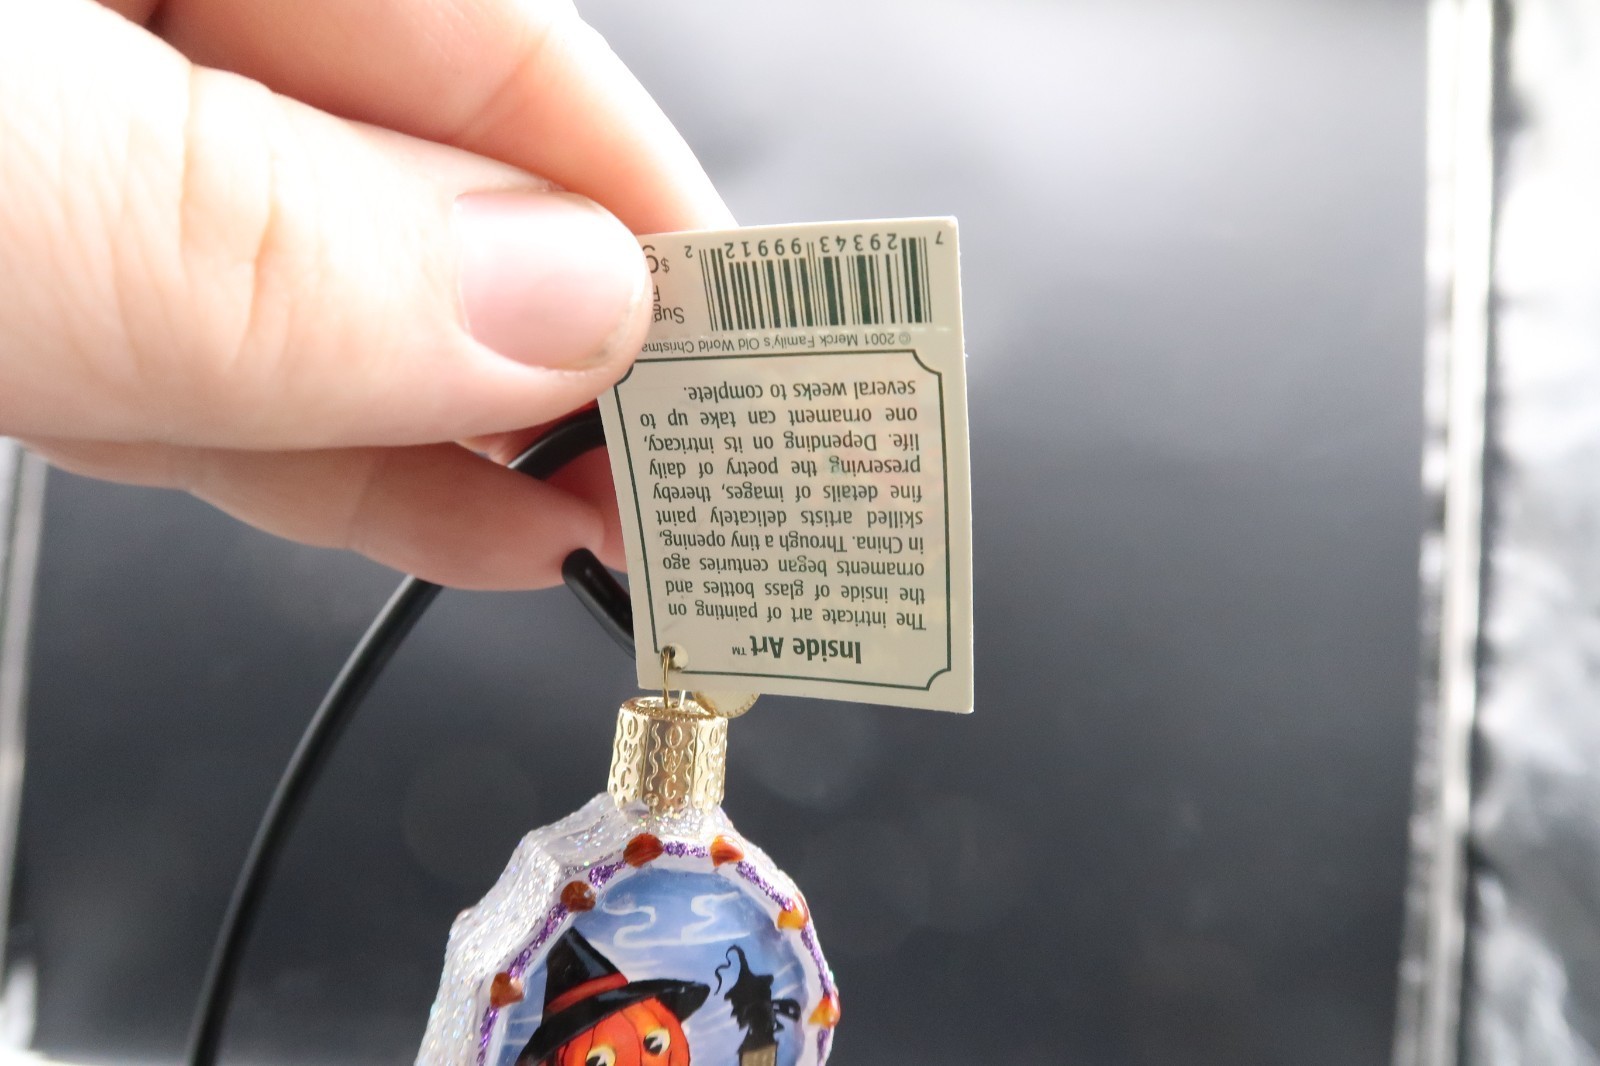 Inside Art™
The intricate art of painting on
the inside of glass bottles and
ornaments began centuries ago
in China. Through a tiny opening,
skilled artists delicately paint
fine details of images, thereby
preserving the poetry of daily
life. Depending on its intricacy,
one ornament can take up to
several weeks to complete.
© 2001 Merck Family's Old World Christmas
7 29343 99912 2
$
OWC